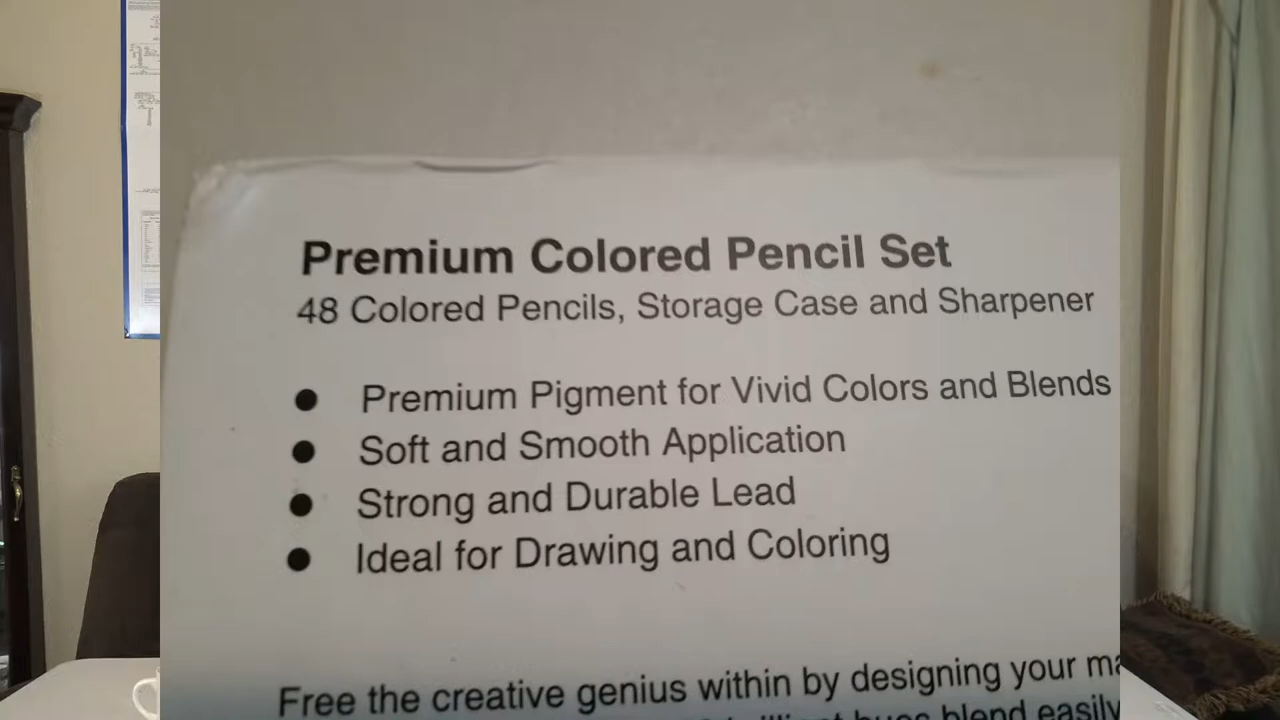 Premium Colored Pencil Set
48 Colored Pencils, Storage Case and Sharpener
● Premium Pigment for Vivid Colors and Blends
● Soft and Smooth Application
● Strong and Durable Lead
● Ideal for Drawing and Coloring
Free the creative genius within by designing your
blend easily